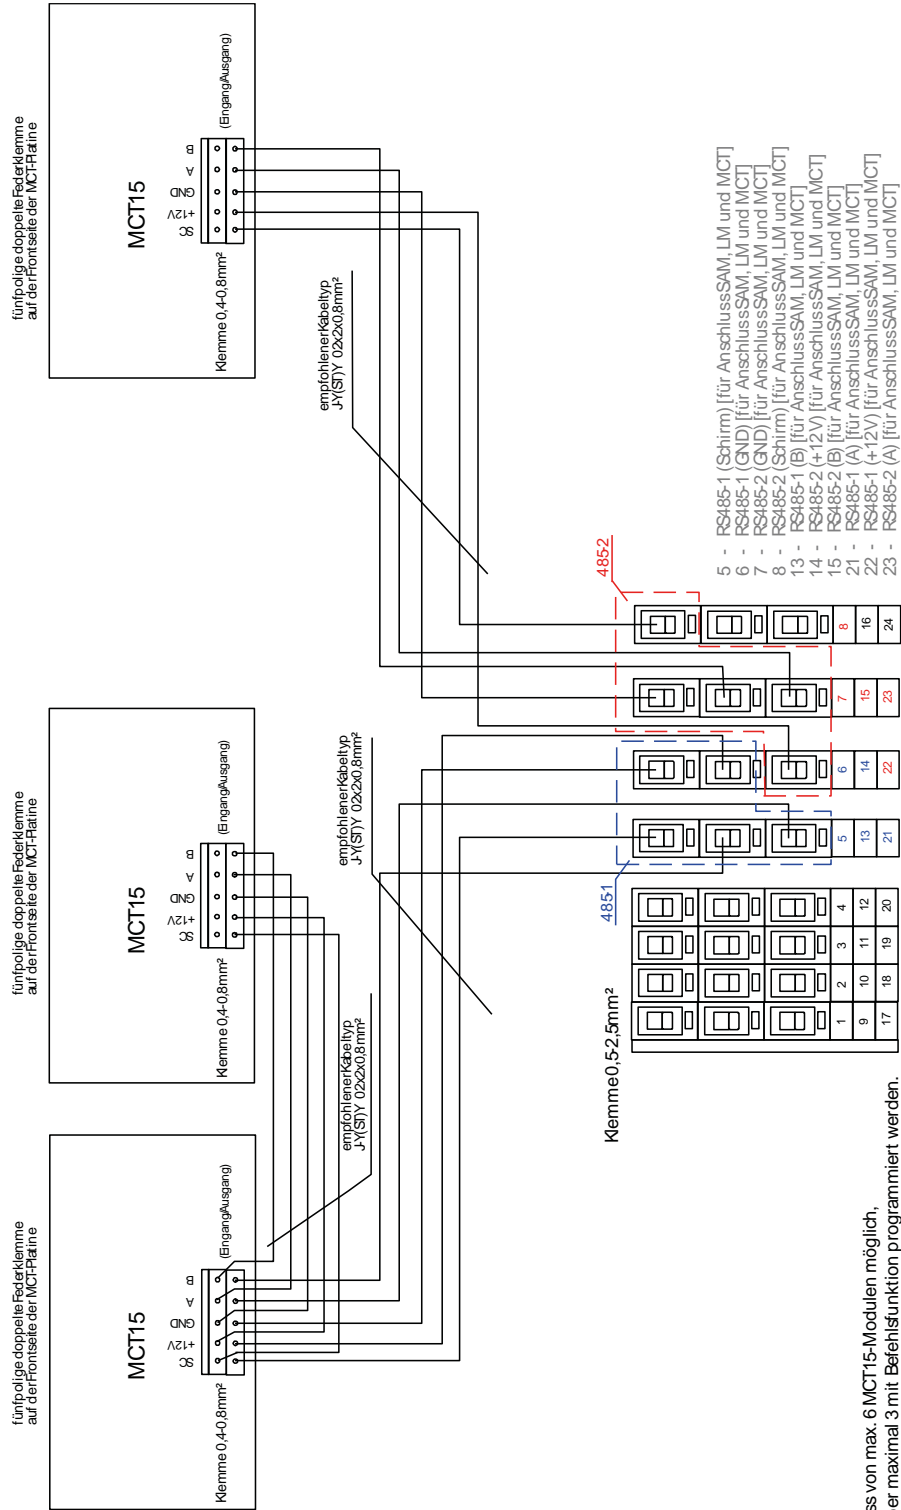 fünfpolige doppelte Federklemme
auf der Frontseite der MCT-Platine
MCT15
Klemme 0,4-0,8mm²
(Eingang/Ausgang)
SC
+12V
GND
A
B
fünfpolige doppelte Federklemme
auf der Frontseite der MCT-Platine
MCT15
Klemme 0,4-0,8mm²
(Eingang/Ausgang)
SC
+12V
GND
A
B
fünfpolige doppelte Federklemme
auf der Frontseite der MCT-Platine
MCT15
Klemme 0,4-0,8mm²
(Eingang/Ausgang)
SC
+12V
GND
A
B
empfohlener Kabeltyp
J-Y(ST)Y 02x2x0,8mm²
empfohlener Kabeltyp
J-Y(ST)Y 02x2x0,8mm²
empfohlener Kabeltyp
J-Y(ST)Y 02x2x0,8mm²
Klemme 0,5-2,5mm²
485-1
485-2
1 2 3 4 5 6 7 8
9 10 11 12 13 14 15 16
17 18 19 20 21 22 23 24
5 - RS485-1 (Schirm) [für Anschluss SAM, LM und MCT]
6 - RS485-1 (GND) [für Anschluss SAM, LM und MCT]
7 - RS485-2 (GND) [für Anschluss SAM, LM und MCT]
8 - RS485-2 (Schirm) [für Anschluss SAM, LM und MCT]
13 - RS485-1 (B) [für Anschluss SAM, LM und MCT]
14 - RS485-2 (+12V) [für Anschluss SAM, LM und MCT]
15 - RS485-2 (B) [für Anschluss SAM, LM und MCT]
21 - RS485-1 (A) [für Anschluss SAM, LM und MCT]
22 - RS485-1 (+12V) [für Anschluss SAM, LM und MCT]
23 - RS485-2 (A) [für Anschluss SAM, LM und MCT]
ss von max. 6 MCT15-Modulen möglich,
er maximal 3 mit Befehlsfunktion programmiert werden.